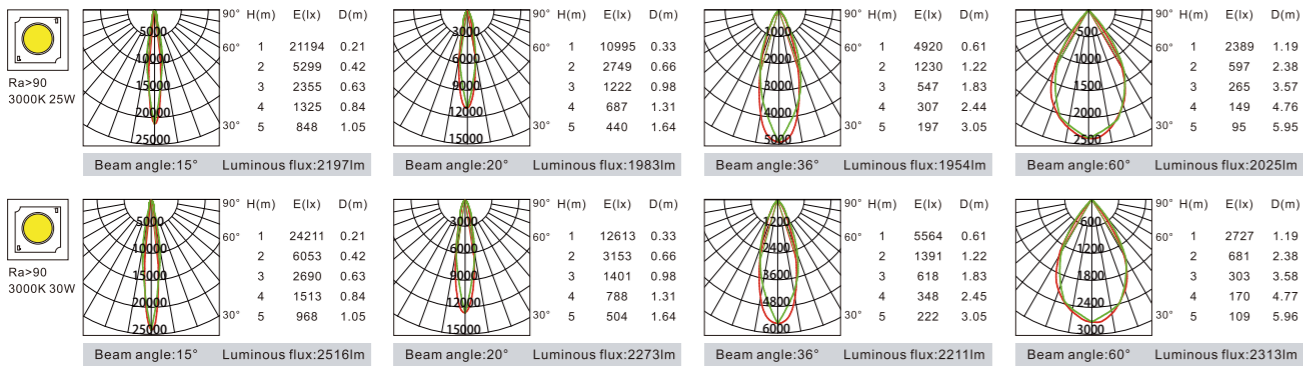 Ra>90
3000K 25W
5000
10000
15000
20000
25000
90°
60°
30°
H(m) E(lx) D(m)
1 21194 0.21
2 5299 0.42
3 2355 0.63
4 1325 0.84
5 848 1.05
Beam angle:15° Luminous flux:2197lm
3000
6000
9000
12000
15000
90°
60°
30°
H(m) E(lx) D(m)
1 10995 0.33
2 2749 0.66
3 1222 0.98
4 687 1.31
5 440 1.64
Beam angle:20° Luminous flux:1983lm
1000
2000
3000
4000
5000
90°
60°
30°
H(m) E(lx) D(m)
1 4920 0.61
2 1230 1.22
3 547 1.83
4 307 2.44
5 197 3.05
Beam angle:36° Luminous flux:1954lm
500
1000
1500
2000
2500
90°
60°
30°
H(m) E(lx) D(m)
1 2389 1.19
2 597 2.38
3 265 3.57
4 149 4.76
5 95 5.95
Beam angle:60° Luminous flux:2025lm
Ra>90
3000K 30W
5000
10000
15000
20000
25000
90°
60°
30°
H(m) E(lx) D(m)
1 24211 0.21
2 6053 0.42
3 2690 0.63
4 1513 0.84
5 968 1.05
Beam angle:15° Luminous flux:2516lm
3000
6000
9000
12000
15000
90°
60°
30°
H(m) E(lx) D(m)
1 12613 0.33
2 3153 0.66
3 1401 0.98
4 788 1.31
5 504 1.64
Beam angle:20° Luminous flux:2273lm
1200
2400
3600
4800
6000
90°
60°
30°
H(m) E(lx) D(m)
1 5564 0.61
2 1391 1.22
3 618 1.83
4 348 2.45
5 222 3.05
Beam angle:36° Luminous flux:2211lm
600
1200
1800
2400
3000
90°
60°
30°
H(m) E(lx) D(m)
1 2727 1.19
2 681 2.38
3 303 3.58
4 170 4.77
5 109 5.96
Beam angle:60° Luminous flux:2313lm